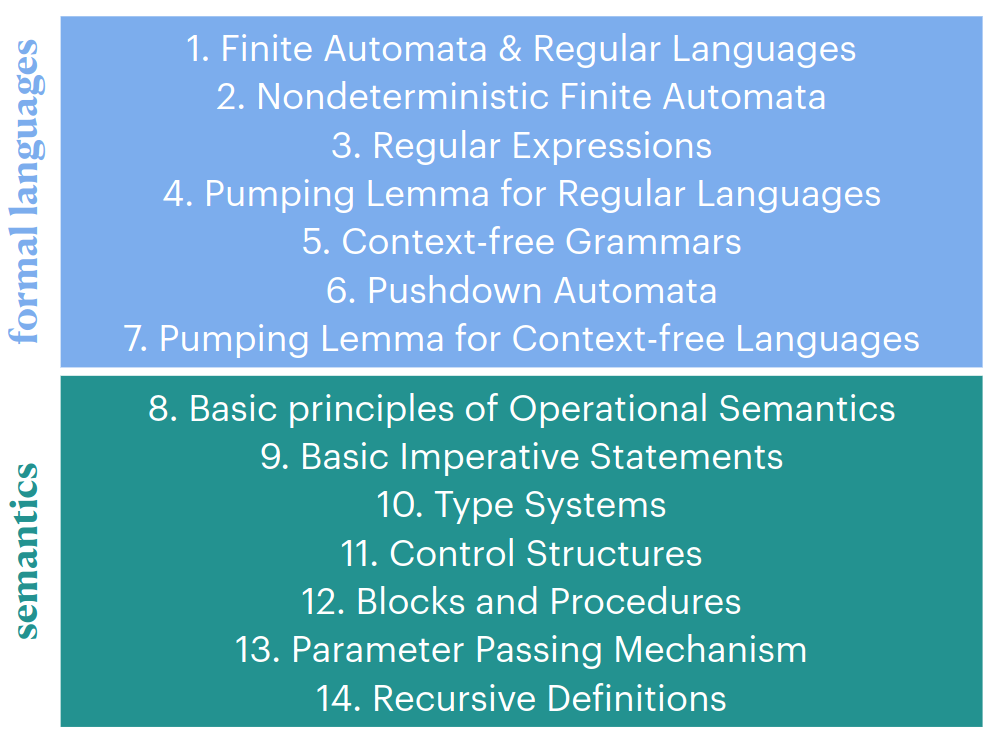 formal languages
1. Finite Automata & Regular Languages
2. Nondeterministic Finite Automata
3. Regular Expressions
4. Pumping Lemma for Regular Languages
5. Context-free Grammars
6. Pushdown Automata
7. Pumping Lemma for Context-free Languages
semantics
8. Basic principles of Operational Semantics
9. Basic Imperative Statements
10. Type Systems
11. Control Structures
12. Blocks and Procedures
13. Parameter Passing Mechanism
14. Recursive Definitions